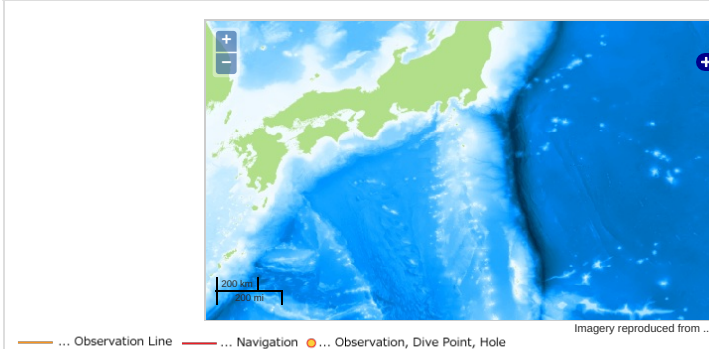 +
−
+
200 km
200 mi
Imagery reproduced from ..
... Observation Line ... Navigation ... Observation, Dive Point, Hole